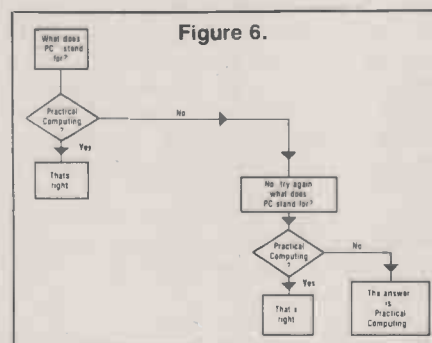 Figure 6.
What does
PC stand
for?
Practical
Computing
?
No
Yes
Thats
right
No try again
what does
PC stand for?
Practical
Computing
?
No
Yes
That s
right
The answer
is
Practical
Computing